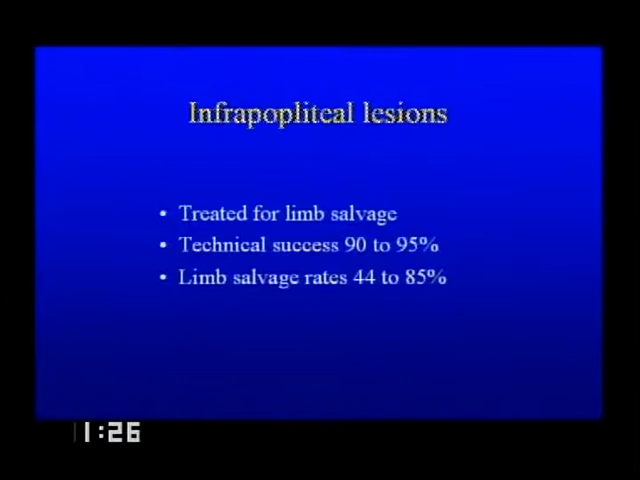 Infrapopliteal lesions
• Treated for limb salvage
• Technical success 90 to 95%
• Limb salvage rates 44 to 85%
1:26